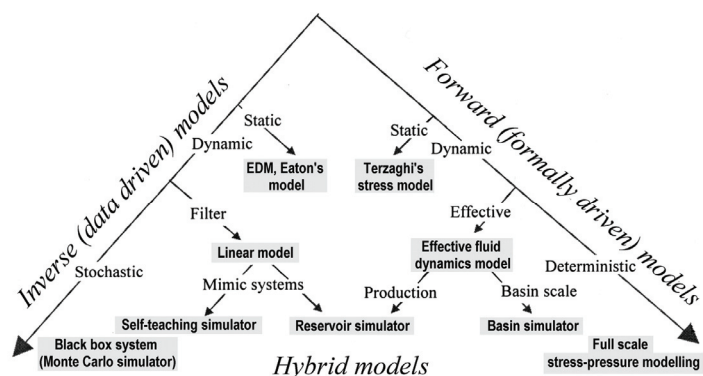 Inverse (data driven) models
Forward (formally driven) models
Static
Dynamic
Static
Dynamic
EDM, Eaton's
model
Terzaghi's
stress model
Filter
Effective
Linear model
Effective fluid
dynamics model
Stochastic
Deterministic
Mimic systems
Production
Basin scale
Self-teaching simulator
Reservoir simulator
Basin simulator
Black box system
(Monte Carlo simulator)
Full scale
stress-pressure modelling
Hybrid models